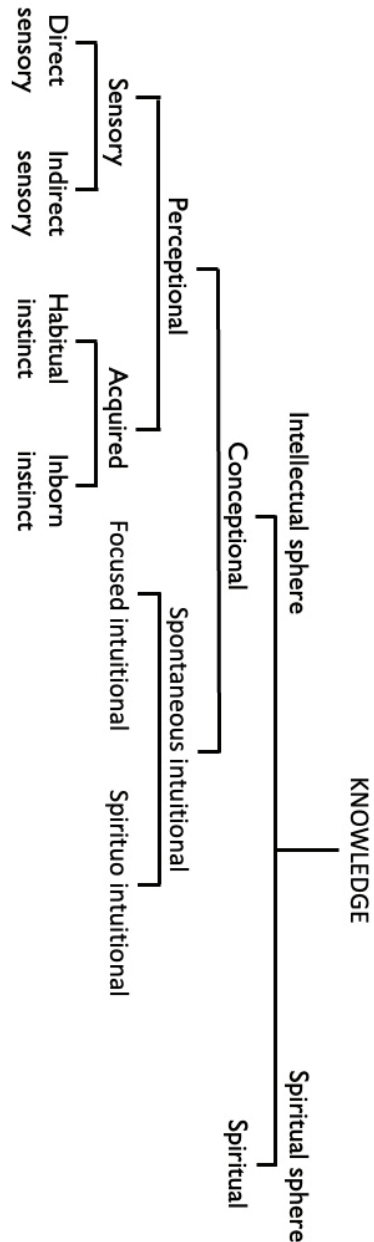 KNOWLEDGE
Intellectual sphere
Spiritual sphere
Conceptional
Spiritual
Perceptional
Spontaneous intuitional
Sensory
Acquired
Focused intuitional
Spirituo intuitional
Direct
sensory
Indirect
sensory
Habitual
instinct
Inborn
instinct